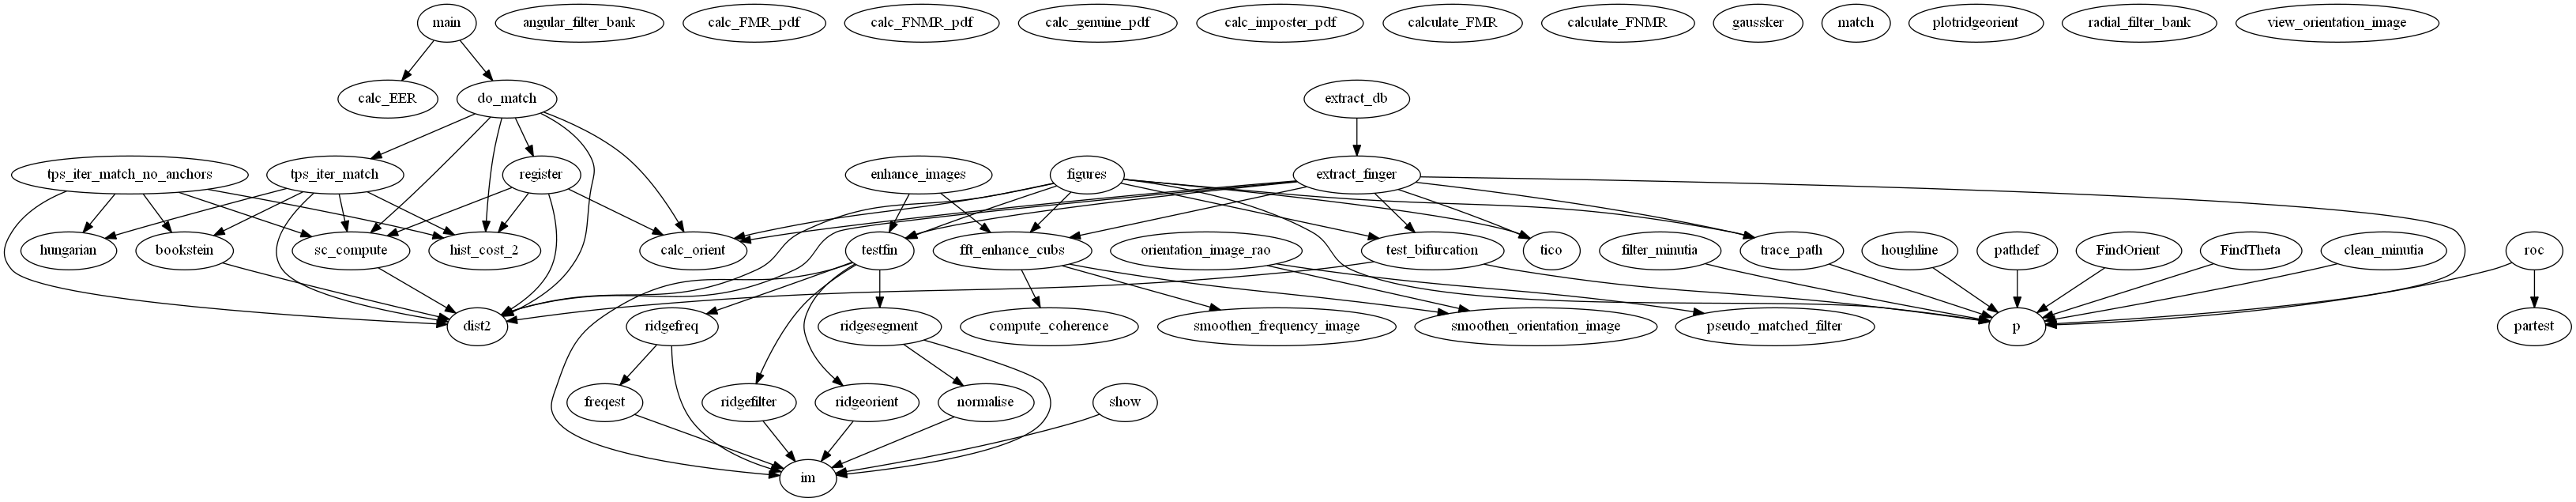 main
angular_filter_bank
calc_FMR_pdf
calc_FNMR_pdf
calc_genuine_pdf
calc_imposter_pdf
calculate_FMR
calculate_FNMR
gaussker
match
plotridgeorient
radial_filter_bank
view_orientation_image
calc_EER
do_match
extract_db
tps_iter_match_no_anchors
tps_iter_match
register
enhance_images
figures
extract_finger
hungarian
bookstein
sc_compute
hist_cost_2
calc_orient
testfin
fft_enhance_cubs
orientation_image_rao
test_bifurcation
tico
filter_minutia
trace_path
houghline
pathdef
FindOrient
FindTheta
clean_minutia
roc
dist2
ridgefreq
ridgesegment
compute_coherence
smoothen_frequency_image
smoothen_orientation_image
pseudo_matched_filter
p
partest
freqest
ridgefilter
ridgeorient
normalise
show
im